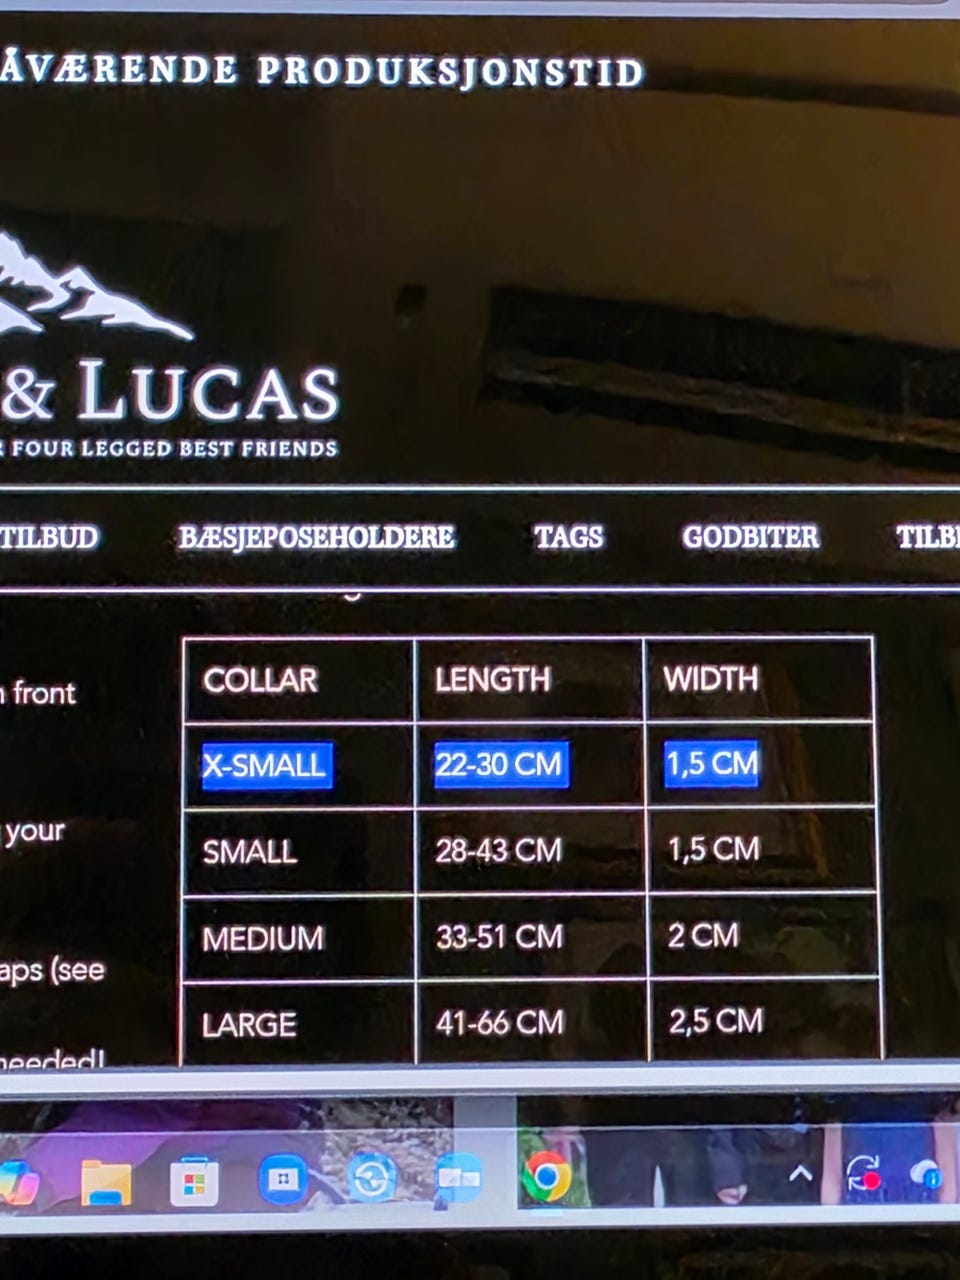 ÅVÆRENDE PRODUKSJONSTID
& LUCAS
R FOUR LEGGED BEST FRIENDS
TILBUD BÆSJEPOSEHOLDERE TAGS GODBITER TILB
COLLAR LENGTH WIDTH
n front
X-SMALL 22-30 CM 1,5 CM
your
SMALL 28-43 CM 1,5 CM
MEDIUM 33-51 CM 2 CM
aps (see
LARGE 41-66 CM 2,5 CM
needed!